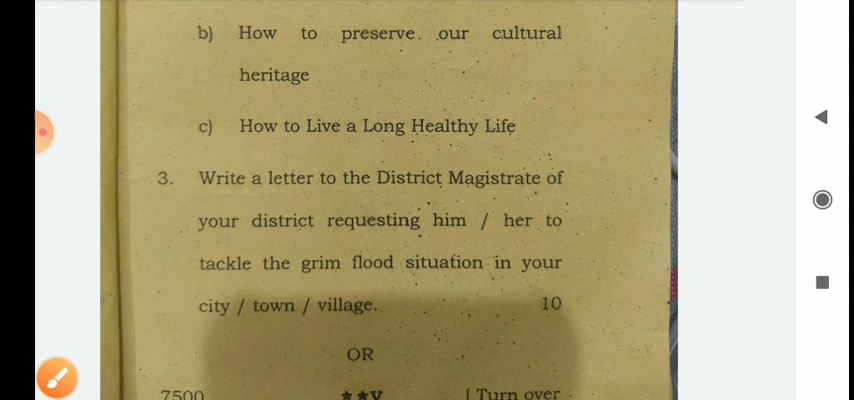 b) How to preserve our cultural
heritage
c) How to Live a Long Healthy Life
3. Write a letter to the District Magistrate of
your district requesting him / her to
tackle the grim flood situation in your
city / town / village. 10
OR
7500 ★★V [ Turn over